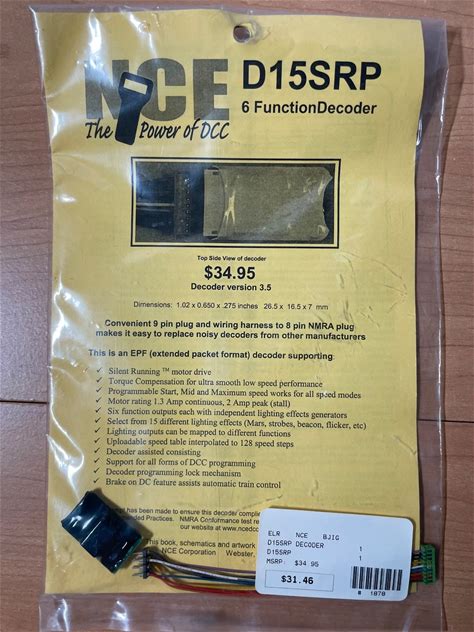 NCE
D15SRP
6 FunctionDecoder
The Power of DCC
Top Side View of decoder
$34.95
Decoder version 3.5
Dimensions: 1.02 x 0.650 x .275 inches 26.5 x 16.5 x 7 mm
Convenient 9 pin plug and wiring harness to 8 pin NMRA plug
makes it easy to replace noisy decoders from other manufacturers
This is an EPF (extended packet format) decoder supporting:
✓ Silent Running TM motor drive
✓ Torque Compensation for ultra smooth low speed performance
✓ Programmable Start, Mid and Maximum speed works for all speed modes
✓ Motor rating 1.3 Amp continuous, 2 Amp peak (stall)
✓ Six function outputs each with independent lighting effects generators
✓ Select from 15 different lighting effects (Mars, strobes, beacon, flicker, etc)
✓ Lighting outputs can be mapped to different functions
✓ Uploadable speed table interpolated to 128 speed steps
✓ Decoder assisted consisting
✓ Support for all forms of DCC programming
✓ Decoder programming lock mechanism
✓ Brake on DC feature assists automatic train control
has been made to ensure this decoder complie
Practices. NMRA Conformance test re
our website at www.ncedcc
This book, schematics and artwork
NCE Corporation Webster,
ELR NCE BJIG
D15SRP DECODER 1
D15SRP 1
MSRP: $34 95
$31.46
1878